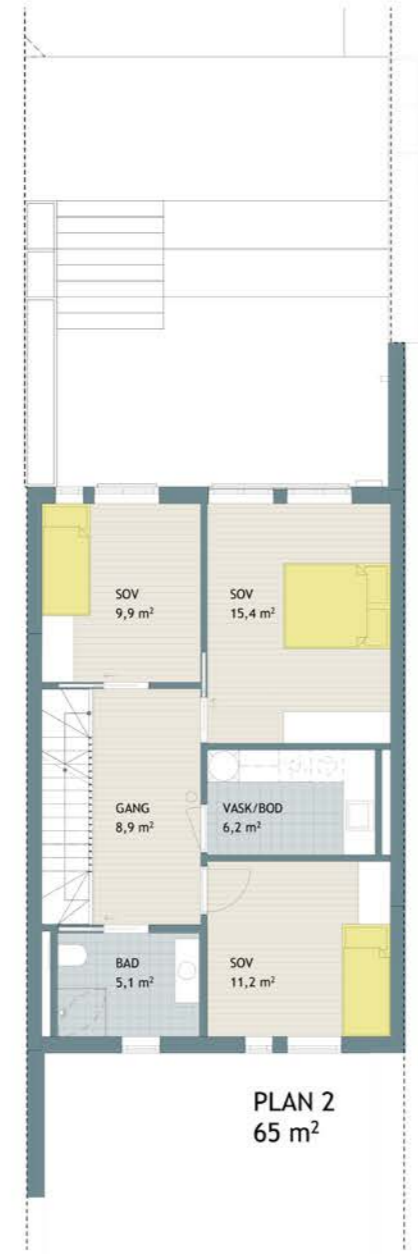 SOV
9,9 m²
SOV
15,4 m²
GANG
8,9 m²
VASK/BOD
6,2 m²
BAD
5,1 m²
SOV
11,2 m²
PLAN 2
65 m²